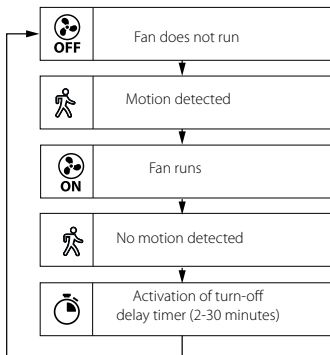 OFF
Fan does not run
Motion detected
ON
Fan runs
No motion detected
Activation of turn-off
delay timer (2-30 minutes)